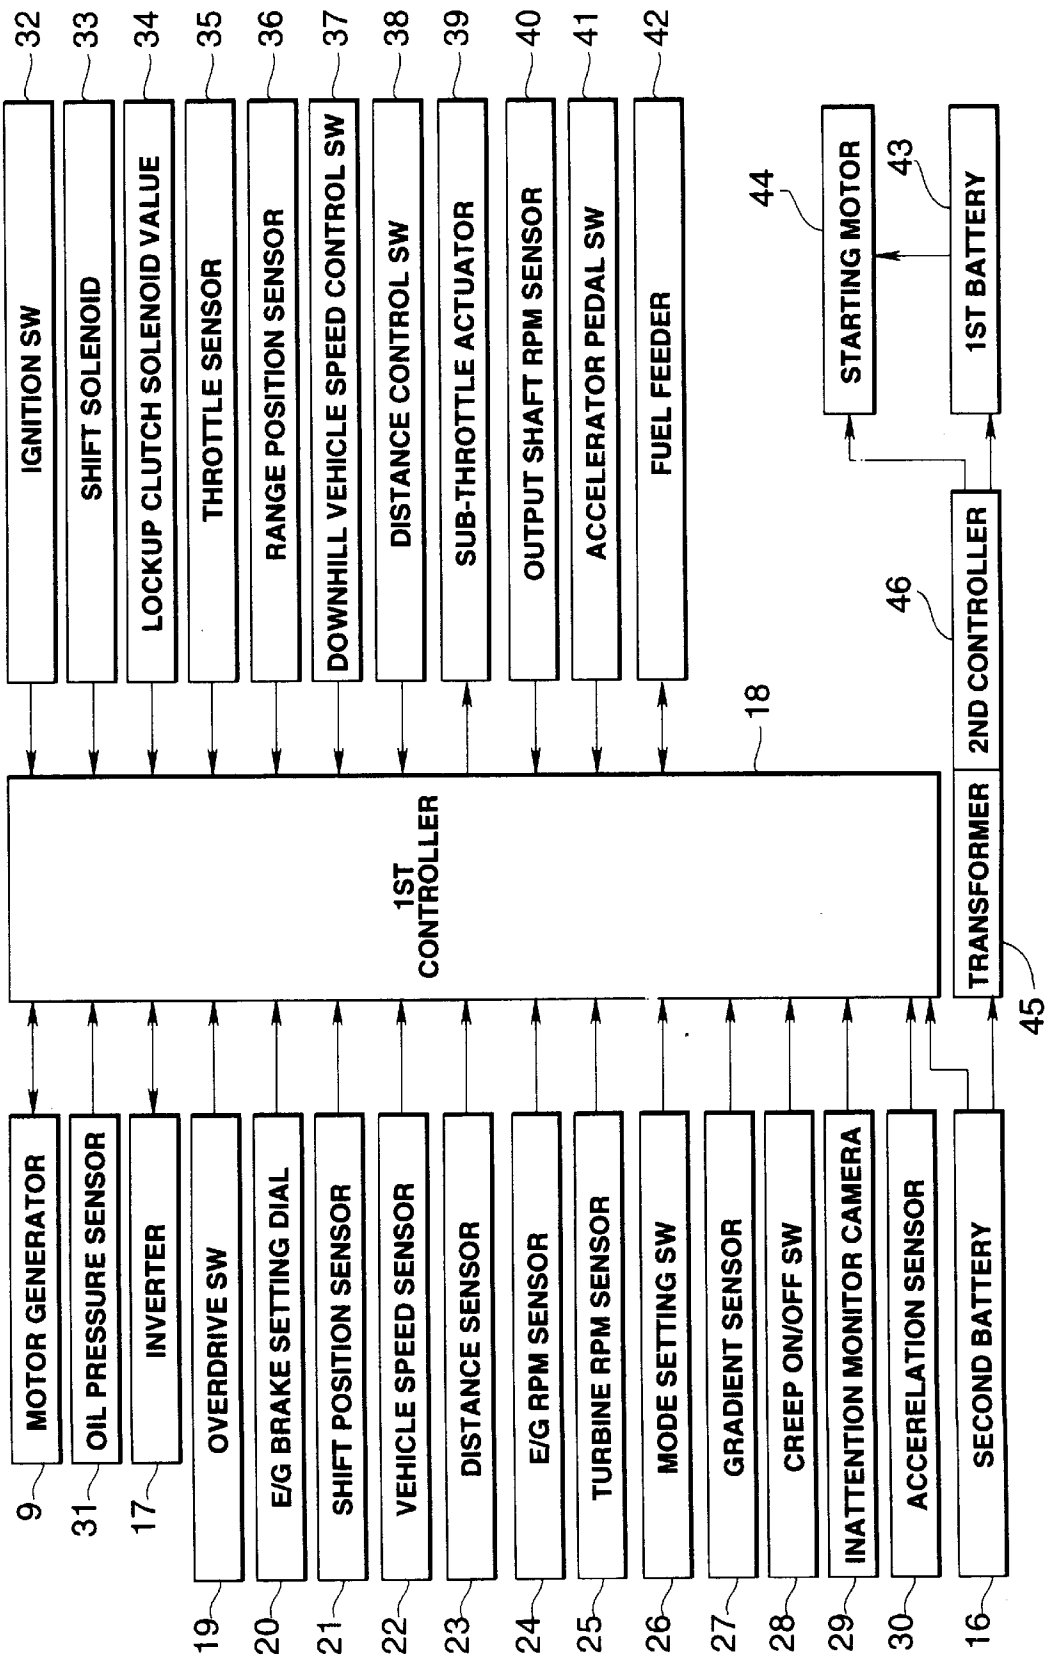 9 MOTOR GENERATOR
31 OIL PRESSURE SENSOR
17 INVERTER
19 OVERDRIVE SW
20 E/G BRAKE SETTING DIAL
21 SHIFT POSITION SENSOR
22 VEHICLE SPEED SENSOR
23 DISTANCE SENSOR
24 E/G RPM SENSOR
25 TURBINE RPM SENSOR
26 MODE SETTING SW
27 GRADIENT SENSOR
28 CREEP ON/OFF SW
29 INATTENTION MONITOR CAMERA
30 ACCERELATION SENSOR
16 SECOND BATTERY
1ST
CONTROLLER
18
IGNITION SW 32
SHIFT SOLENOID 33
LOCKUP CLUTCH SOLENOID VALUE 34
THROTTLE SENSOR 35
RANGE POSITION SENSOR 36
DOWNHILL VEHICLE SPEED CONTROL SW 37
DISTANCE CONTROL SW 38
SUB-THROTTLE ACTUATOR 39
OUTPUT SHAFT RPM SENSOR 40
ACCELERATOR PEDAL SW 41
FUEL FEEDER 42
STARTING MOTOR 44
1ST BATTERY 43
TRANSFORMER 45
2ND CONTROLLER 46